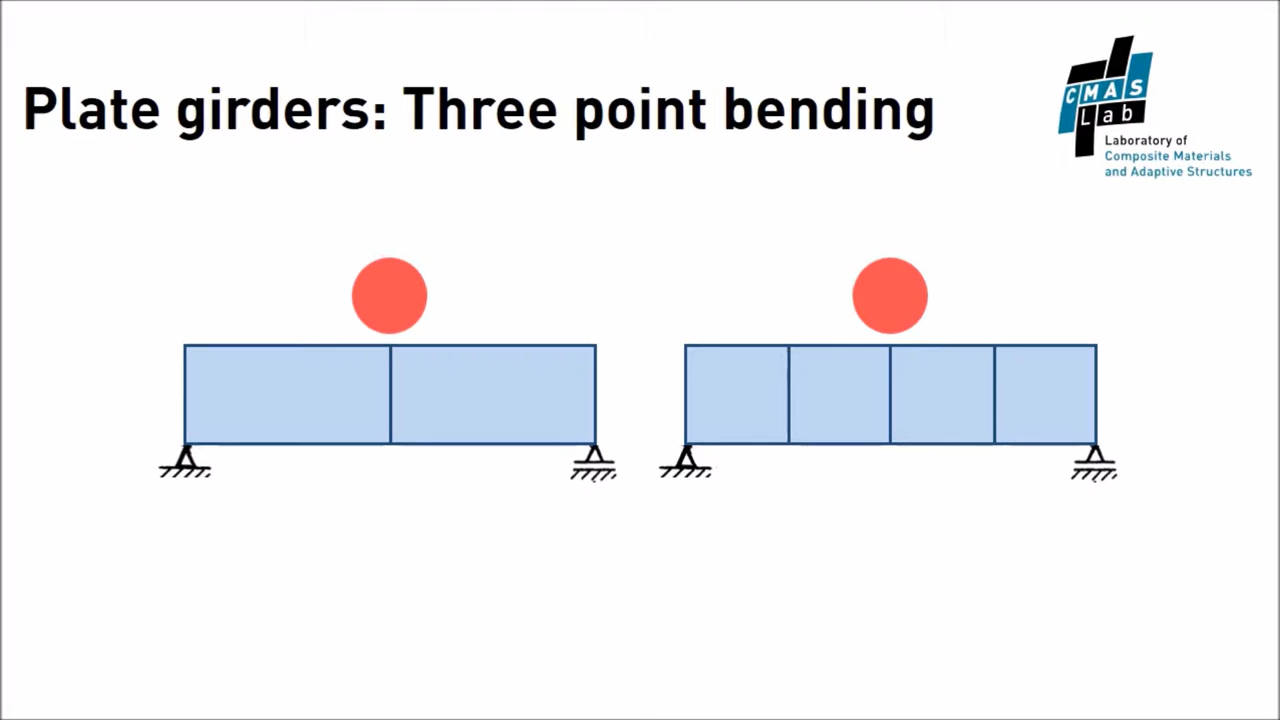 Plate girders: Three point bending
CMAS
Lab
Laboratory of
Composite Materials
and Adaptive Structures